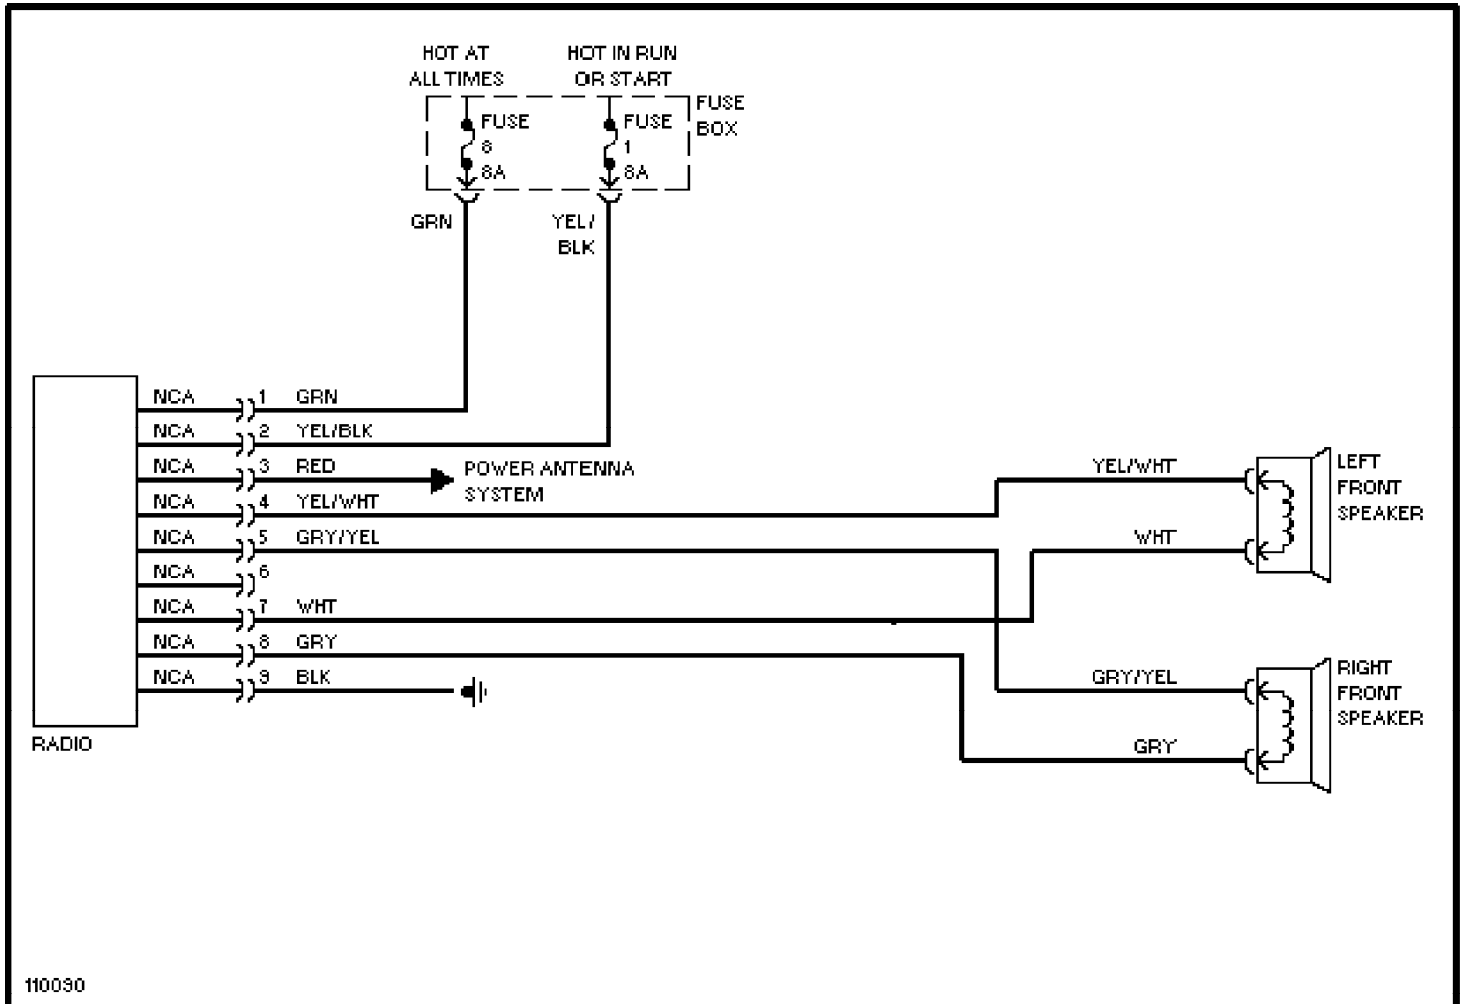 HOT AT
ALL TIMES
HOT IN RUN
OR START
FUSE
BOX
FUSE
8
8A
FUSE
1
8A
GRN
YEL/
BLK
NCA 1 GRN
NCA 2 YEL/BLK
NCA 3 RED
POWER ANTENNA
SYSTEM
NCA 4 YEL/WHT
NCA 5 GRY/YEL
NCA 6
NCA 7 WHT
NCA 8 GRY
NCA 9 BLK
RADIO
YEL/WHT
WHT
LEFT
FRONT
SPEAKER
GRY/YEL
GRY
RIGHT
FRONT
SPEAKER
110090